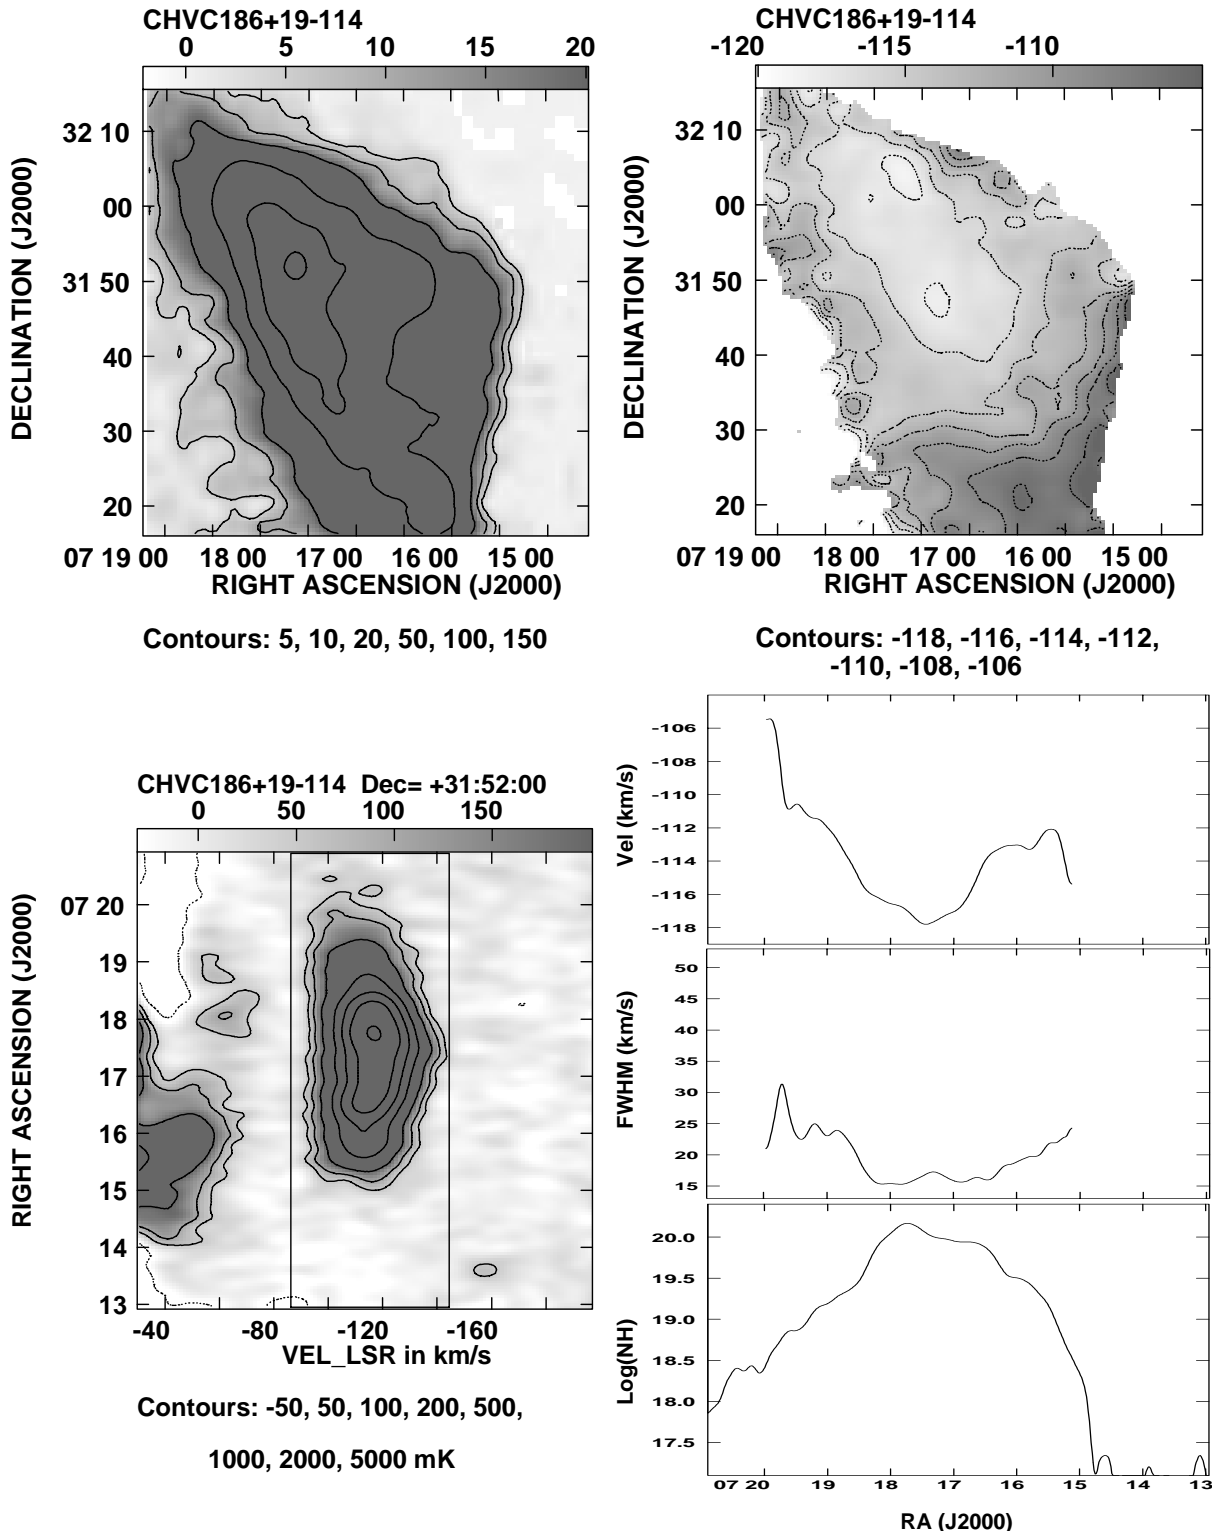 CHVC186+19-114
0 5 10 15 20
32 10
00
31 50
40
30
20
DECLINATION (J2000)
07 19 00 18 00 17 00 16 00 15 00
RIGHT ASCENSION (J2000)
Contours: 5, 10, 20, 50, 100, 150
CHVC186+19-114
-120 -115 -110
32 10
00
31 50
40
30
20
DECLINATION (J2000)
07 19 00 18 00 17 00 16 00 15 00
RIGHT ASCENSION (J2000)
Contours: -118, -116, -114, -112,
-110, -108, -106
CHVC186+19-114 Dec= +31:52:00
0 50 100 150
07 20
19
18
17
16
15
14
13
RIGHT ASCENSION (J2000)
-40 -80 -120 -160
VEL_LSR in km/s
Contours: -50, 50, 100, 200, 500,
1000, 2000, 5000 mK
-106
-108
-110
-112
-114
-116
-118
Vel (km/s)
50
45
40
35
30
25
20
15
FWHM (km/s)
20.0
19.5
19.0
18.5
18.0
17.5
Log(NH)
07 20 19 18 17 16 15 14 13
RA (J2000)